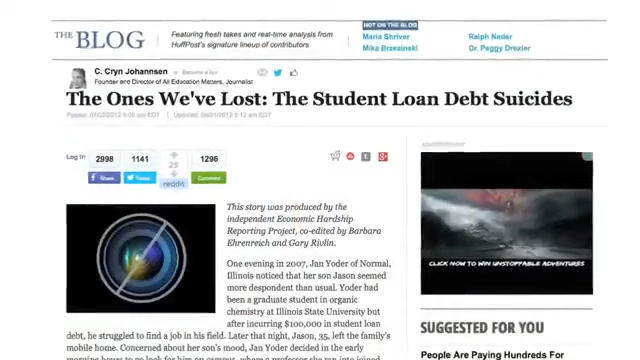 THE BLOG
Featuring fresh takes and real-time analysis from
HuffPost's signature lineup of contributors
HOT ON THE BLOG
Maria Shriver
Ralph Nader
Mika Brzezinski
Dr. Peggy Drexler
C. Cryn Johannsen
Become a fan
Founder and Director of All Education Matters, Journalist
The Ones We've Lost: The Student Loan Debt Suicides
Log in
2998
1141
25
1296
Share
Tweet
reddit
Comment
ADVERTISEMENT
This story was produced by the
independent Economic Hardship
Reporting Project, co-edited by Barbara
Ehrenreich and Gary Rivlin.
CLICK NOW TO WIN UNSTOPPABLE ADVENTURES
One evening in 2007, Jan Yoder of Normal,
Illinois noticed that her son Jason seemed
more despondent than usual. Yoder had
been a graduate student in organic
chemistry at Illinois State University but
after incurring $100,000 in student loan
debt, he struggled to find a job in his field. Later that night, Jason, 35, left the family's
mobile home. Concerned about her son's mood, Jan Yoder decided in the early
SUGGESTED FOR YOU
People Are Paying Hundreds For